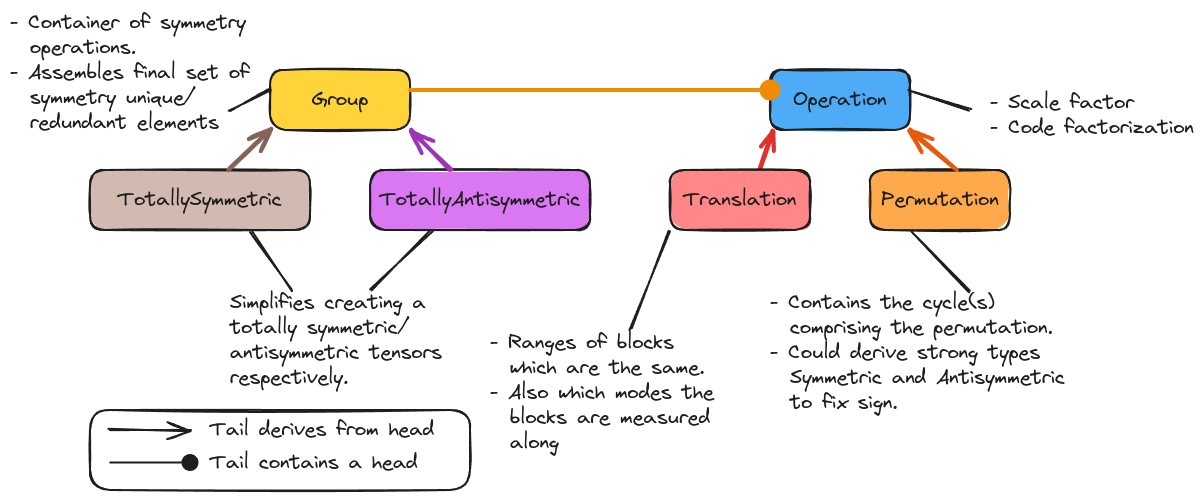 - Container of symmetry
operations.
- Assembles final set of
symmetry unique/
redundant elements
Group
Operation
- Scale factor
- Code factorization
TotallySymmetric
TotallyAntisymmetric
Translation
Permutation
Simplifies creating a
totally symmetric/
antisymmetric tensors
respectively.
- Ranges of blocks
which are the same.
- Also which modes the
blocks are measured
along
- Contains the cycle(s)
comprising the permutation.
- Could derive strong types
Symmetric and Antisymmetric
to fix sign.
Tail derives from head
Tail contains a head